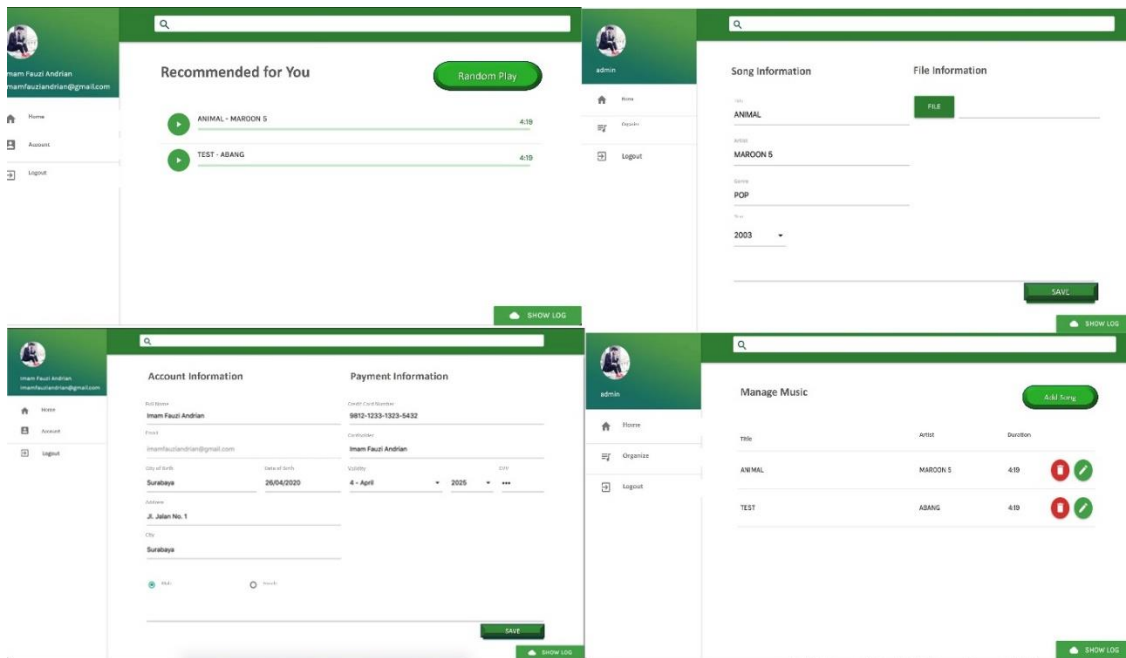 Imam Fauzi Andrian
imamfauziandrian@gmail.com
Home
Account
Logout
Recommended for You
Random Play
ANIMAL - MAROON 5
4:19
TEST - ABANG
4:19
SHOW LOG
admin
Home
Organize
Logout
Song Information
File Information
Title
ANIMAL
FILE
Artist
MAROON 5
Genre
POP
Year
2003
SAVE
SHOW LOG
Imam Fauzi Andrian
imamfauziandrian@gmail.com
Home
Account
Logout
Account Information
Payment Information
Full Name
Credit Card Number
Imam Fauzi Andrian
9812-1233-1323-5432
Email
Cardholder
imamfauziandrian@gmail.com
Imam Fauzi Andrian
City of Birth
Date of Birth
Validity
Surabaya
26/04/2020
4 - April
2025
•••
Address
Jl. Jalan No. 1
City
Surabaya
Male
SAVE
SHOW LOG
admin
Home
Organize
Logout
Manage Music
Add Song
Title
Artist
Duration
ANIMAL
MAROON 5
4:19
TEST
ABANG
4:19
SHOW LOG